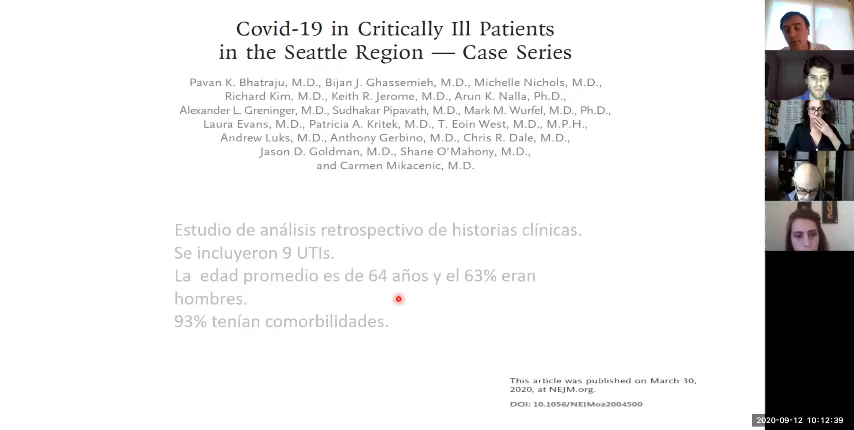 Covid-19 in Critically Ill Patients
in the Seattle Region — Case Series
Pavan K. Bhatraju, M.D., Bijan J. Ghassemieh, M.D., Michelle Nichols, M.D.,
Richard Kim, M.D., Keith R. Jerome, M.D., Arun K. Nalla, Ph.D.,
Alexander L. Greninger, M.D., Sudhakar Pipavath, M.D., Mark M. Wurfel, M.D., Ph.D.,
Laura Evans, M.D., Patricia A. Kritek, M.D., T. Eoin West, M.D., M.P.H.,
Andrew Luks, M.D., Anthony Gerbino, M.D., Chris R. Dale, M.D.,
Jason D. Goldman, M.D., Shane O'Mahony, M.D.,
and Carmen Mikacenic, M.D.
Estudio de análisis retrospectivo de historias clínicas.
Se incluyeron 9 UTIs.
La edad promedio es de 64 años y el 63% eran
hombres.
93% tenían comorbilidades.
This article was published on March 30,
2020, at NEJM.org.
DOI: 10.1056/NEJMoa2004500
2020-09-12 10:12:39